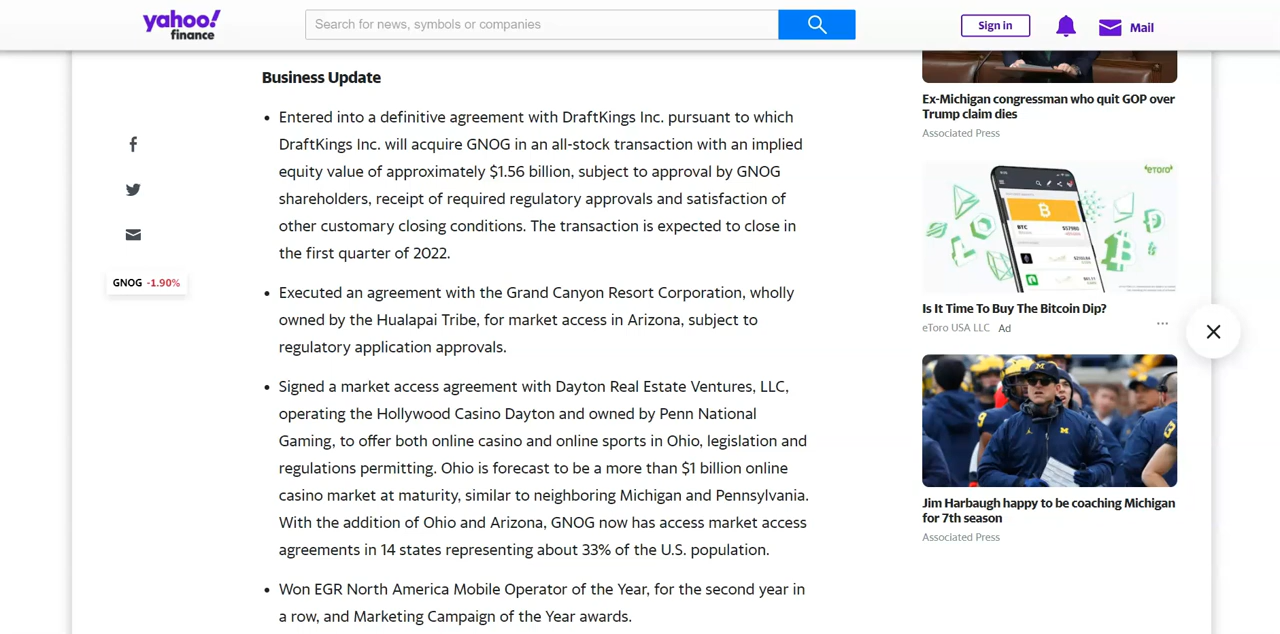 yahoo!
finance
Search for news, symbols or companies
Sign in
Mail
Business Update
Entered into a definitive agreement with DraftKings Inc. pursuant to which
DraftKings Inc. will acquire GNOG in an all-stock transaction with an implied
equity value of approximately $1.56 billion, subject to approval by GNOG
shareholders, receipt of required regulatory approvals and satisfaction of
other customary closing conditions. The transaction is expected to close in
the first quarter of 2022.
Executed an agreement with the Grand Canyon Resort Corporation, wholly
owned by the Hualapai Tribe, for market access in Arizona, subject to
regulatory application approvals.
Signed a market access agreement with Dayton Real Estate Ventures, LLC,
operating the Hollywood Casino Dayton and owned by Penn National
Gaming, to offer both online casino and online sports in Ohio, legislation and
regulations permitting. Ohio is forecast to be a more than $1 billion online
casino market at maturity, similar to neighboring Michigan and Pennsylvania.
With the addition of Ohio and Arizona, GNOG now has access market access
agreements in 14 states representing about 33% of the U.S. population.
Won EGR North America Mobile Operator of the Year, for the second year in
a row, and Marketing Campaign of the Year awards.
GNOG -1.90%
Ex-Michigan congressman who quit GOP over
Trump claim dies
Associated Press
eToro
BTC
Is It Time To Buy The Bitcoin Dip?
eToro USA LLC Ad
Jim Harbaugh happy to be coaching Michigan
for 7th season
Associated Press